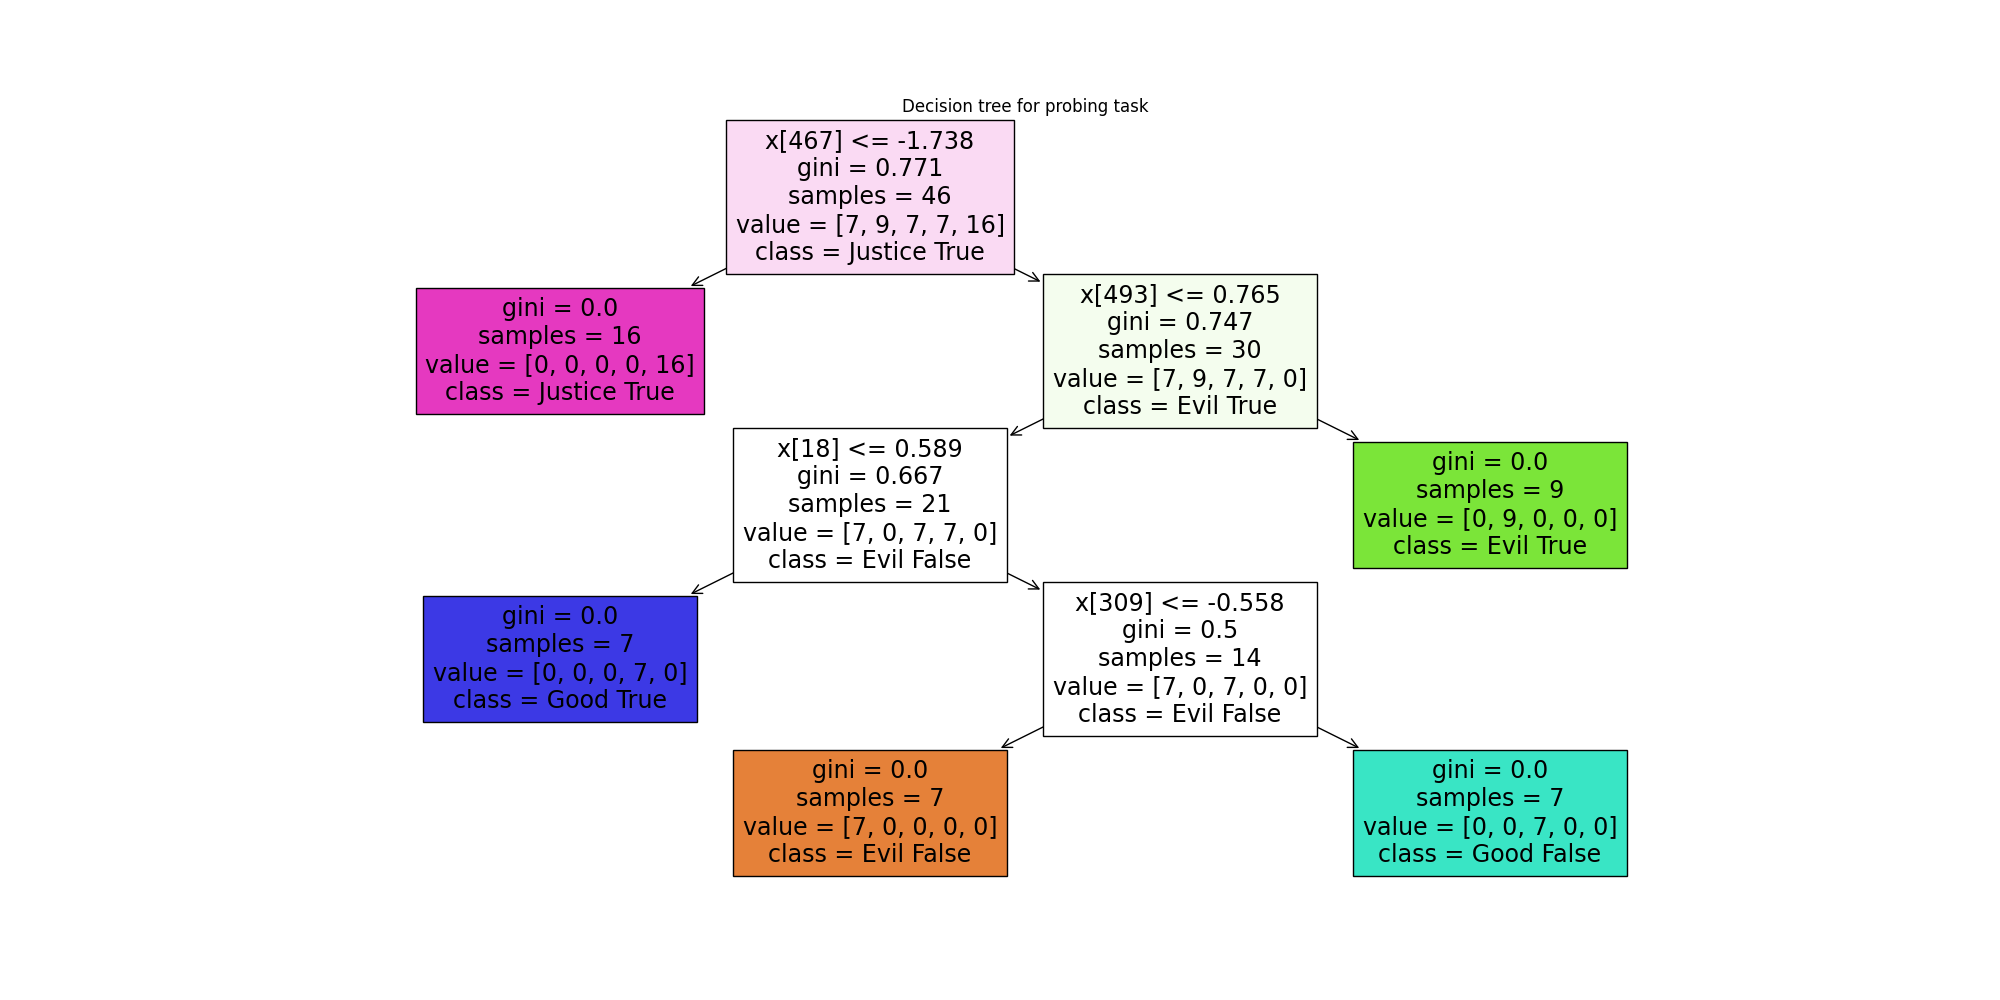 Decision tree for probing task
x[467] <= -1.738
gini = 0.771
samples = 46
value = [7, 9, 7, 7, 16]
class = Justice True
gini = 0.0
samples = 16
value = [0, 0, 0, 0, 16]
class = Justice True
x[493] <= 0.765
gini = 0.747
samples = 30
value = [7, 9, 7, 7, 0]
class = Evil True
x[18] <= 0.589
gini = 0.667
samples = 21
value = [7, 0, 7, 7, 0]
class = Evil False
gini = 0.0
samples = 9
value = [0, 9, 0, 0, 0]
class = Evil True
gini = 0.0
samples = 7
value = [0, 0, 0, 7, 0]
class = Good True
x[309] <= -0.558
gini = 0.5
samples = 14
value = [7, 0, 7, 0, 0]
class = Evil False
gini = 0.0
samples = 7
value = [7, 0, 0, 0, 0]
class = Evil False
gini = 0.0
samples = 7
value = [0, 0, 7, 0, 0]
class = Good False